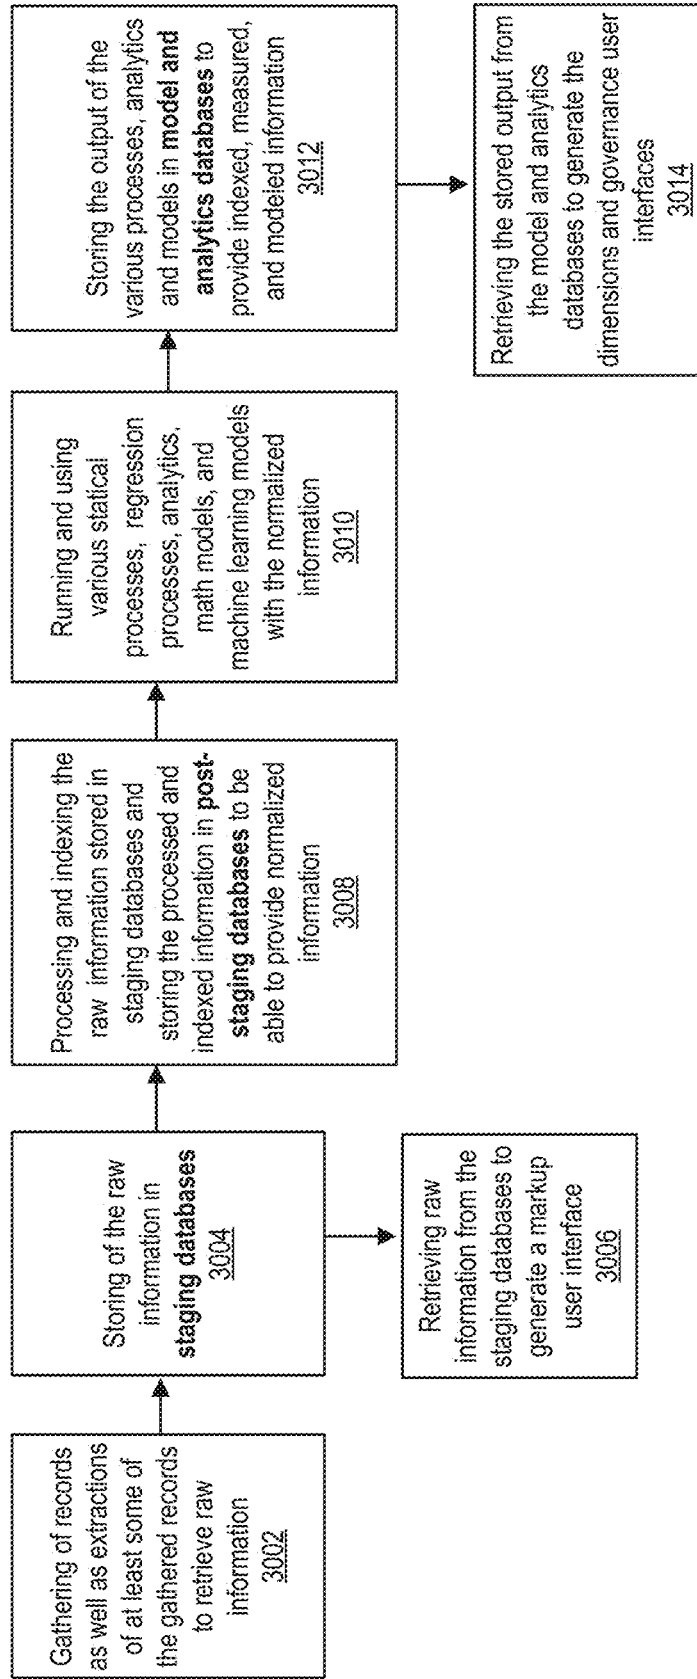 Gathering of records
as well as extractions
of at least some of
the gathered records
to retrieve raw
information
3002
Storing of the raw
information in
staging databases
3004
Retrieving raw
information from the
staging databases to
generate a markup
user interface
3006
Processing and indexing the
raw information stored in
staging databases and
storing the processed and
indexed information in post-
staging databases to be
able to provide normalized
information
3008
Running and using
various statical
processes, regression
processes, analytics,
math models, and
machine learning models
with the normalized
information
3010
Storing the output of the
various processes, analytics
and models in model and
analytics databases to
provide indexed, measured,
and modeled information
3012
Retrieving the stored output from
the model and analytics
databases to generate the
dimensions and governance user
interfaces
3014